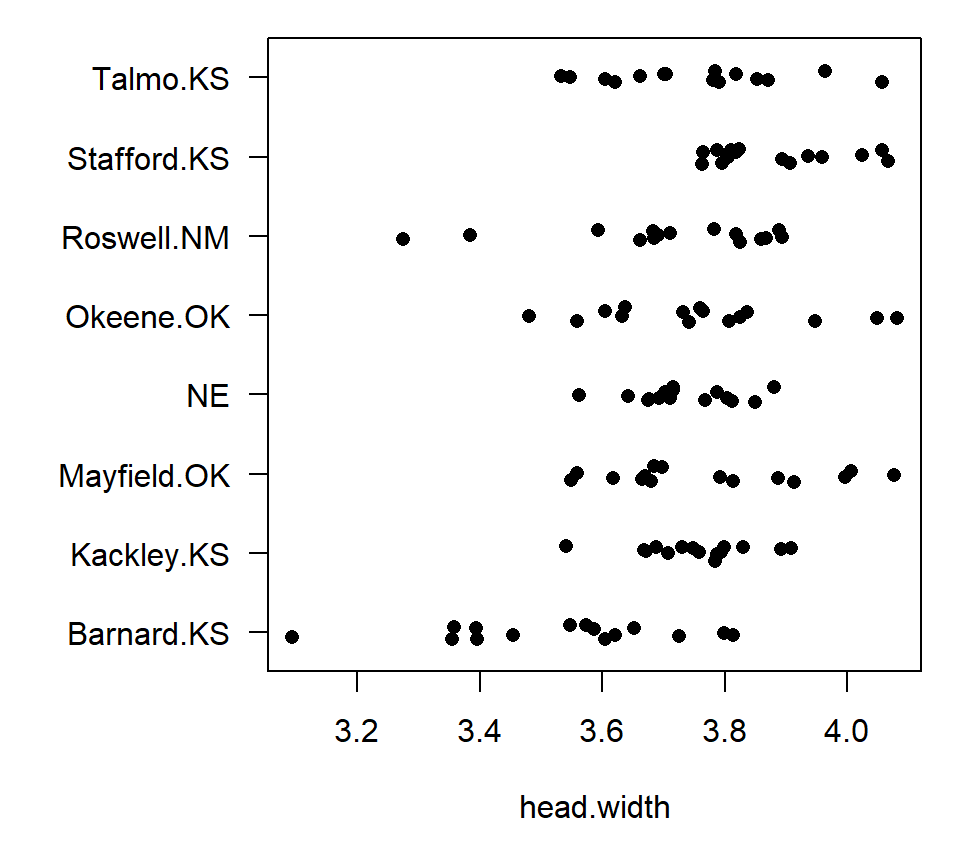 Talmo.KS
Stafford.KS
Roswell.NM
Okeene.OK
NE
Mayfield.OK
Kackley.KS
Barnard.KS
3.2 3.4 3.6 3.8 4.0
head.width